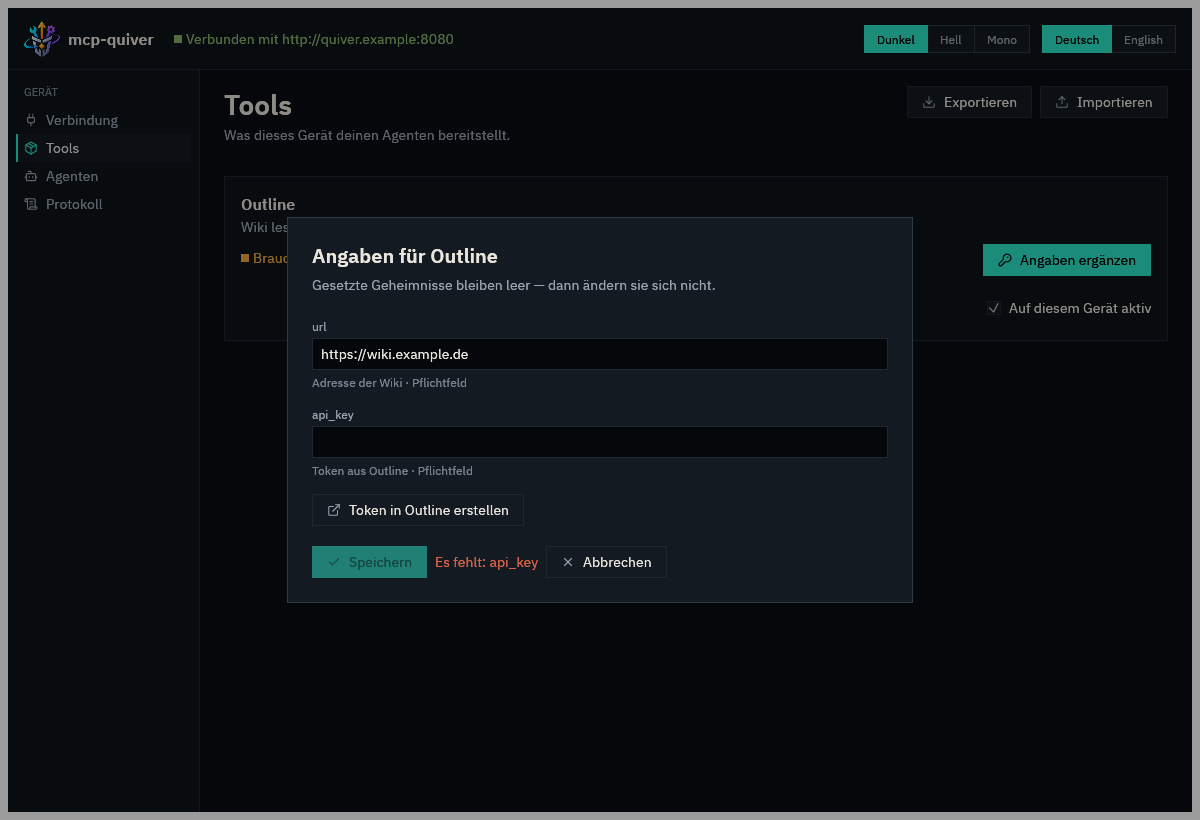 mcp-quiver
Verbunden mit http://quiver.example:8080
Dunkel
Hell
Mono
Deutsch
English
GERÄT
Verbindung
Tools
Agenten
Protokoll
Tools
Was dieses Gerät deinen Agenten bereitstellt.
Exportieren
Importieren
Outline
Wiki
Angaben ergänzen
Auf diesem Gerät aktiv
Angaben für Outline
Gesetzte Geheimnisse bleiben leer — dann ändern sie sich nicht.
url
https://wiki.example.de
Adresse der Wiki · Pflichtfeld
api_key
Token aus Outline · Pflichtfeld
Token in Outline erstellen
Speichern
Es fehlt: api_key
Abbrechen